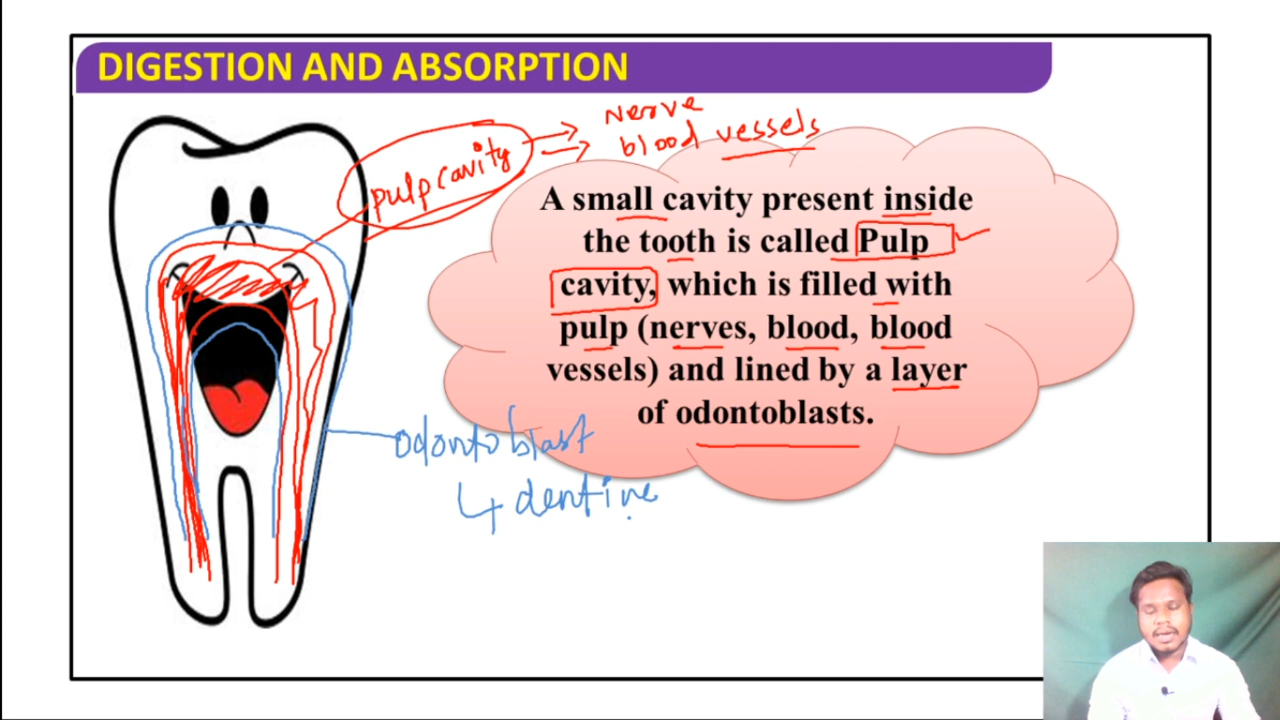 DIGESTION AND ABSORPTION
Nerve
blood vessels
pulp cavity
A small cavity present inside
the tooth is called Pulp
cavity, which is filled with
pulp (nerves, blood, blood
vessels) and lined by a layer
of odontoblasts.
odontoblast
↳ dentine